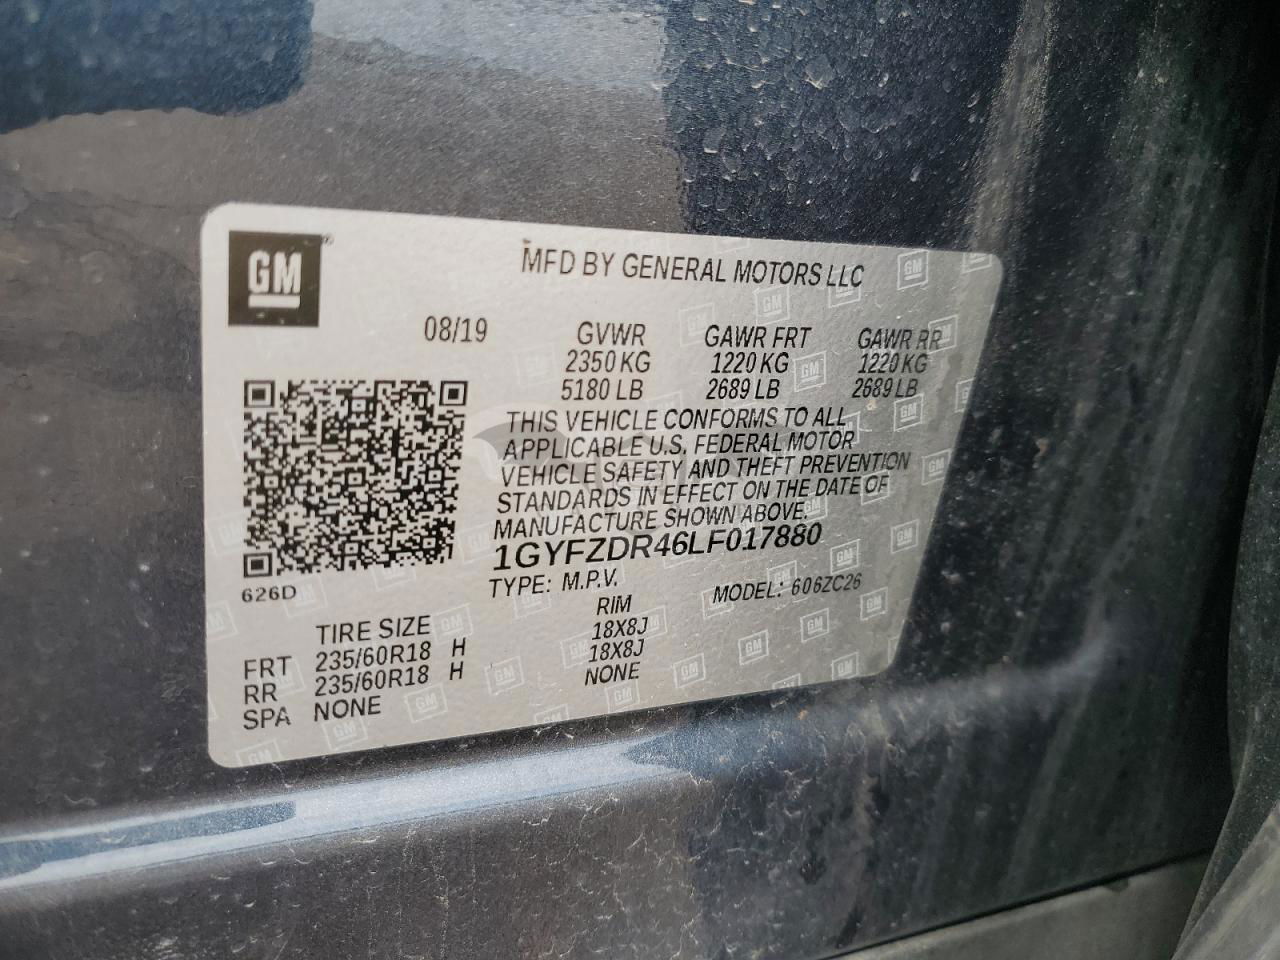 GM
MFD BY GENERAL MOTORS LLC
08/19 GVWR GAWR FRT GAWR RR
2350 KG 1220 KG 1220 KG
5180 LB 2689 LB 2689 LB
THIS VEHICLE CONFORMS TO ALL
APPLICABLE U.S. FEDERAL MOTOR
VEHICLE SAFETY AND THEFT PREVENTION
STANDARDS IN EFFECT ON THE DATE OF
MANUFACTURE SHOWN ABOVE.
1GYFZDR46LF017880
626D
TYPE: M.P.V. MODEL: 606ZC26
TIRE SIZE RIM
FRT 235/60R18 H 18X8J
RR 235/60R18 H 18X8J
SPA NONE NONE